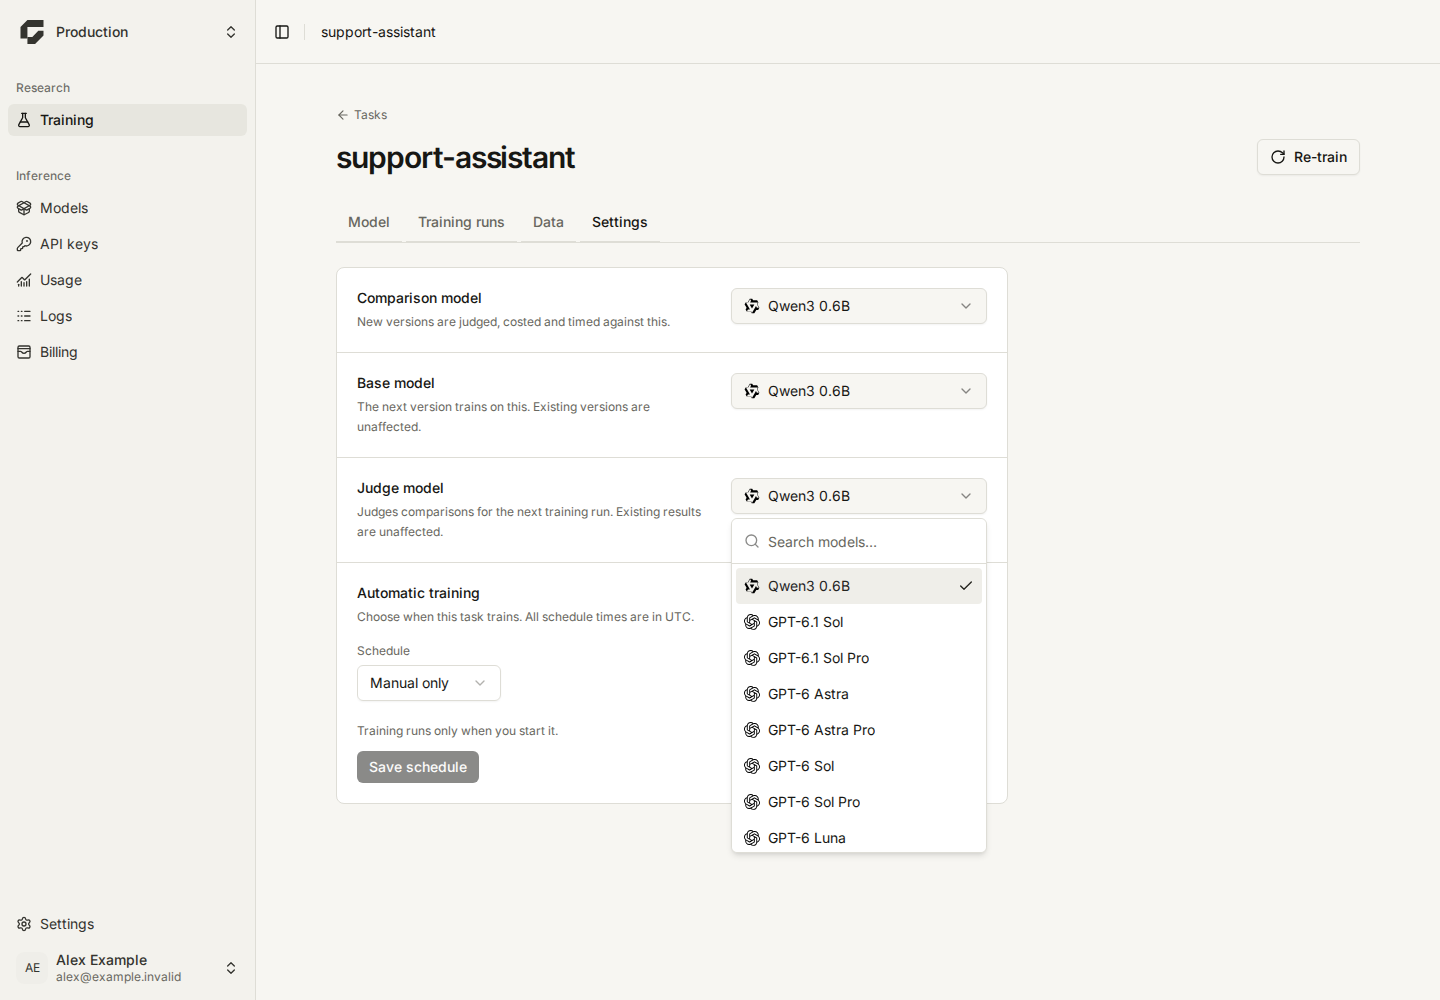 Production
Research
Training
Inference
Models
API keys
Usage
Logs
Billing
Settings
AE
Alex Example
alex@example.invalid
support-assistant
Tasks
support-assistant
Re-train
Model
Training runs
Data
Settings
Comparison model
New versions are judged, costed and timed against this.
Qwen3 0.6B
Base model
The next version trains on this. Existing versions are
unaffected.
Qwen3 0.6B
Judge model
Judges comparisons for the next training run. Existing results
are unaffected.
Qwen3 0.6B
Search models...
Qwen3 0.6B
GPT-6.1 Sol
GPT-6.1 Sol Pro
GPT-6 Astra
GPT-6 Astra Pro
GPT-6 Sol
GPT-6 Sol Pro
GPT-6 Luna
Automatic training
Choose when this task trains. All schedule times are in UTC.
Schedule
Manual only
Training runs only when you start it.
Save schedule